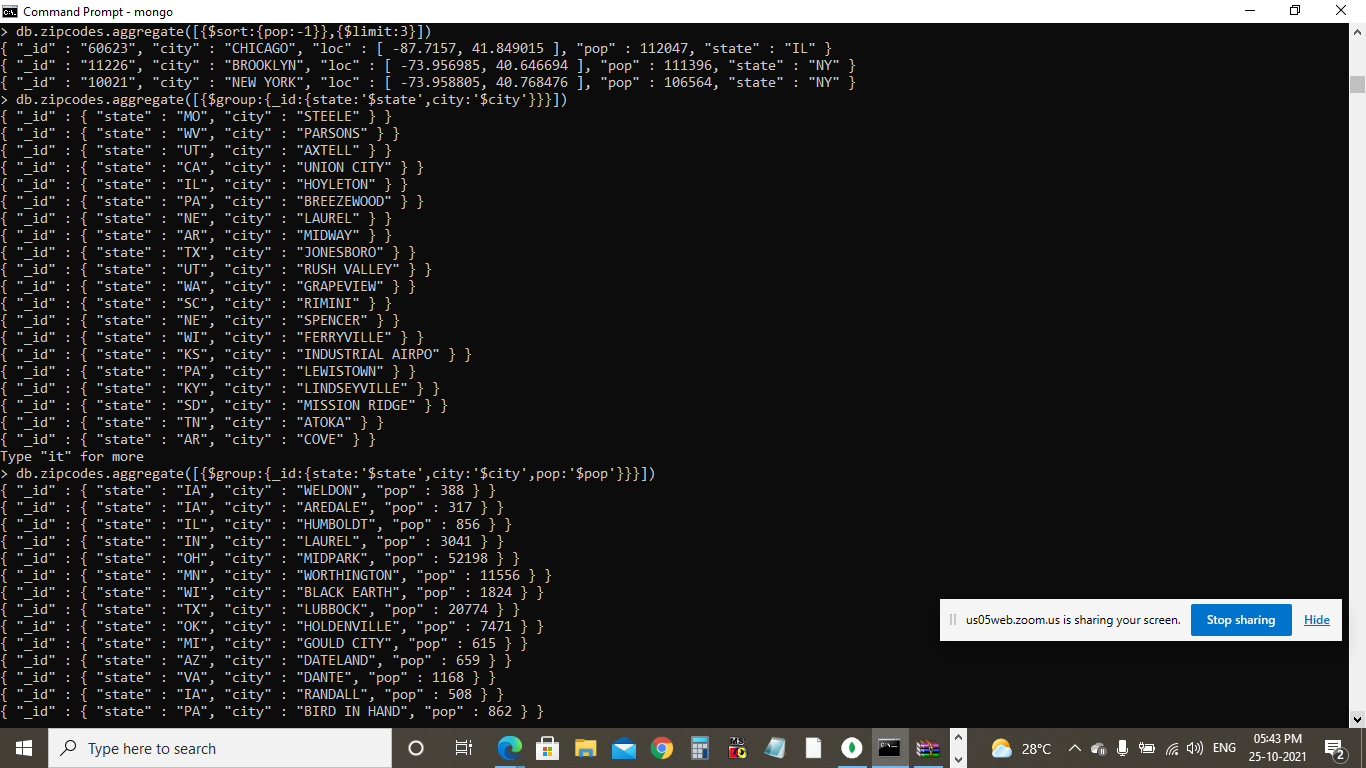 Command Prompt - mongo
> db.zipcodes.aggregate([{$sort:{pop:-1}},{$limit:3}])
{ "_id" : "60623", "city" : "CHICAGO", "loc" : [ -87.7157, 41.849015 ], "pop" : 112047, "state" : "IL" }
{ "_id" : "11226", "city" : "BROOKLYN", "loc" : [ -73.956985, 40.646694 ], "pop" : 111396, "state" : "NY" }
{ "_id" : "10021", "city" : "NEW YORK", "loc" : [ -73.958805, 40.768476 ], "pop" : 106564, "state" : "NY" }
> db.zipcodes.aggregate([{$group:{_id:{state:'$state',city:'$city'}}}])
{ "_id" : { "state" : "MO", "city" : "STEELE" } }
{ "_id" : { "state" : "WV", "city" : "PARSONS" } }
{ "_id" : { "state" : "UT", "city" : "AXTELL" } }
{ "_id" : { "state" : "CA", "city" : "UNION CITY" } }
{ "_id" : { "state" : "IL", "city" : "HOYLETON" } }
{ "_id" : { "state" : "PA", "city" : "BREEZEWOOD" } }
{ "_id" : { "state" : "NE", "city" : "LAUREL" } }
{ "_id" : { "state" : "AR", "city" : "MIDWAY" } }
{ "_id" : { "state" : "TX", "city" : "JONESBORO" } }
{ "_id" : { "state" : "UT", "city" : "RUSH VALLEY" } }
{ "_id" : { "state" : "WA", "city" : "GRAPEVIEW" } }
{ "_id" : { "state" : "SC", "city" : "RIMINI" } }
{ "_id" : { "state" : "NE", "city" : "SPENCER" } }
{ "_id" : { "state" : "WI", "city" : "FERRYVILLE" } }
{ "_id" : { "state" : "KS", "city" : "INDUSTRIAL AIRPO" } }
{ "_id" : { "state" : "PA", "city" : "LEWISTOWN" } }
{ "_id" : { "state" : "KY", "city" : "LINDSEYVILLE" } }
{ "_id" : { "state" : "SD", "city" : "MISSION RIDGE" } }
{ "_id" : { "state" : "TN", "city" : "ATOKA" } }
{ "_id" : { "state" : "AR", "city" : "COVE" } }
Type "it" for more
> db.zipcodes.aggregate([{$group:{_id:{state:'$state',city:'$city',pop:'$pop'}}}])
{ "_id" : { "state" : "IA", "city" : "WELDON", "pop" : 388 } }
{ "_id" : { "state" : "IA", "city" : "AREDALE", "pop" : 317 } }
{ "_id" : { "state" : "IL", "city" : "HUMBOLDT", "pop" : 856 } }
{ "_id" : { "state" : "IN", "city" : "LAUREL", "pop" : 3041 } }
{ "_id" : { "state" : "OH", "city" : "MIDPARK", "pop" : 52198 } }
{ "_id" : { "state" : "MN", "city" : "WORTHINGTON", "pop" : 11556 } }
{ "_id" : { "state" : "WI", "city" : "BLACK EARTH", "pop" : 1824 } }
{ "_id" : { "state" : "TX", "city" : "LUBBOCK", "pop" : 20774 } }
{ "_id" : { "state" : "OK", "city" : "HOLDENVILLE", "pop" : 7471 } }
{ "_id" : { "state" : "MI", "city" : "GOULD CITY", "pop" : 615 } }
{ "_id" : { "state" : "AZ", "city" : "DATELAND", "pop" : 659 } }
{ "_id" : { "state" : "VA", "city" : "DANTE", "pop" : 1168 } }
{ "_id" : { "state" : "IA", "city" : "RANDALL", "pop" : 508 } }
{ "_id" : { "state" : "PA", "city" : "BIRD IN HAND", "pop" : 862 } }
us05web.zoom.us is sharing your screen. Stop sharing Hide
Type here to search
28°C
ENG
05:43 PM
25-10-2021
2